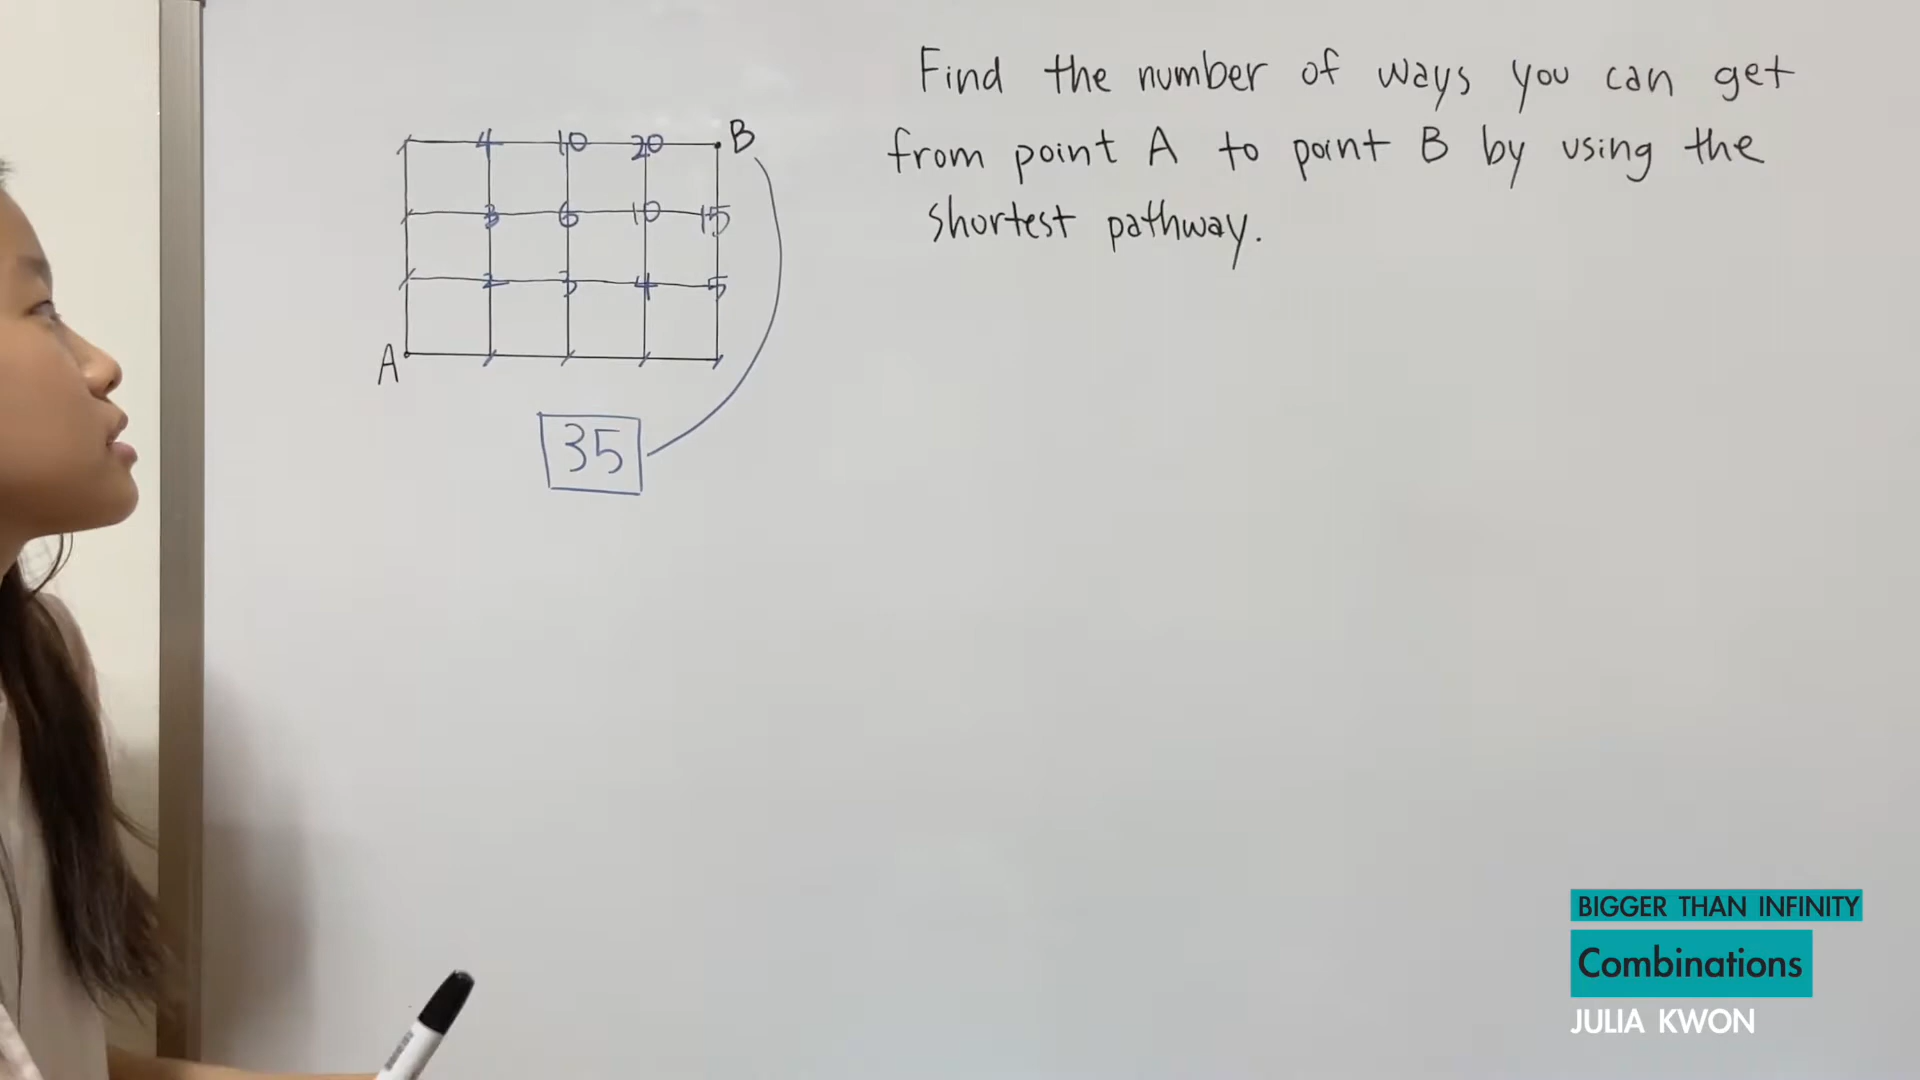 Find the number of ways you can get
from point A to point B by using the
shortest pathway.
4 10 20 B
3 6 10 15
2 3 4 5
A
35
BIGGER THAN INFINITY
Combinations
JULIA KWON